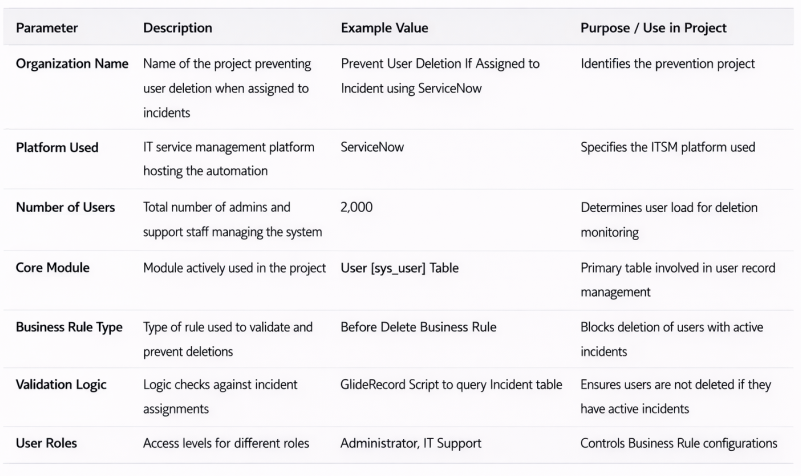 Parameter Description Example Value Purpose / Use in Project
Organization Name Name of the project preventing Prevent User Deletion If Assigned to Identifies the prevention project
user deletion when assigned to Incident using ServiceNow
incidents
Platform Used IT service management platform ServiceNow Specifies the ITSM platform used
hosting the automation
Number of Users Total number of admins and 2,000 Determines user load for deletion
support staff managing the system monitoring
Core Module Module actively used in the project User [sys_user] Table Primary table involved in user record
management
Business Rule Type Type of rule used to validate and Before Delete Business Rule Blocks deletion of users with active
prevent deletions incidents
Validation Logic Logic checks against incident GlideRecord Script to query Incident table Ensures users are not deleted if they
assignments have active incidents
User Roles Access levels for different roles Administrator, IT Support Controls Business Rule configurations